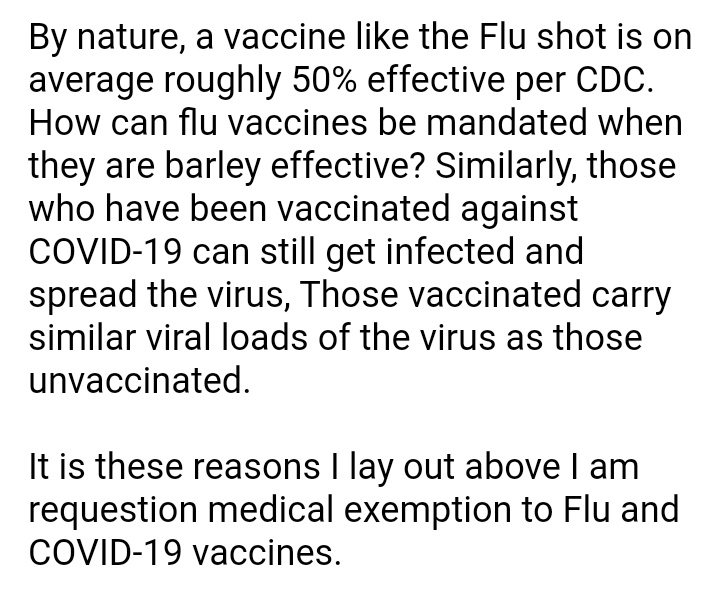 By nature, a vaccine like the Flu shot is on
average roughly 50% effective per CDC.
How can flu vaccines be mandated when
they are barley effective? Similarly, those
who have been vaccinated against
COVID-19 can still get infected and
spread the virus, Those vaccinated carry
similar viral loads of the virus as those
unvaccinated.
It is these reasons I lay out above I am
requestion medical exemption to Flu and
COVID-19 vaccines.